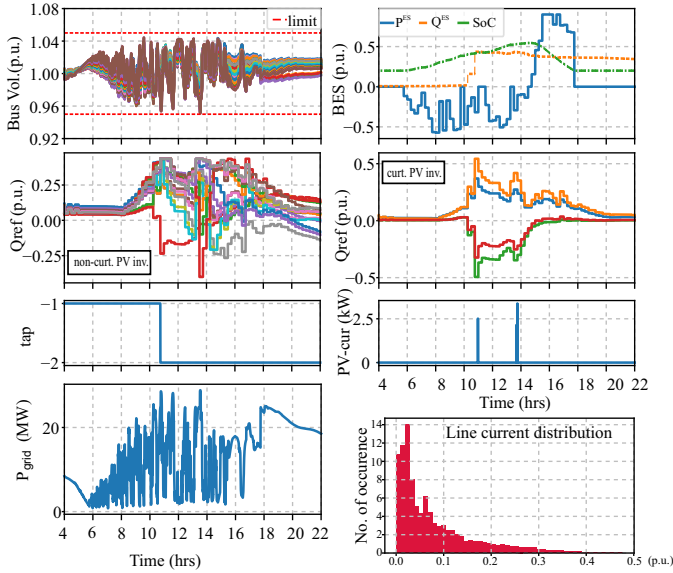 1.08
1.04
1.00
0.96
0.92
Bus Vol.(p.u.)
limit
P^ES Q^ES SoC
0.5
0.0
−0.5
BES (p.u.)
0.25
0.00
-0.25
Qref (p.u.)
non-curt. PV inv.
0.5
0.0
−0.5
Qref (p.u.)
curt. PV inv.
−1
−2
tap
2.5
0
PV-cur (kW)
4 6 8 10 12 14 16 18 20 22
Time (hrs)
20
0
P_grid (MW)
4 6 8 10 12 14 16 18 20 22
Time (hrs)
Line current distribution
14
12
10
8
6
4
2
0
No. of occurence
0.0 0.1 0.2 0.3 0.4 0.5 (p.u.)